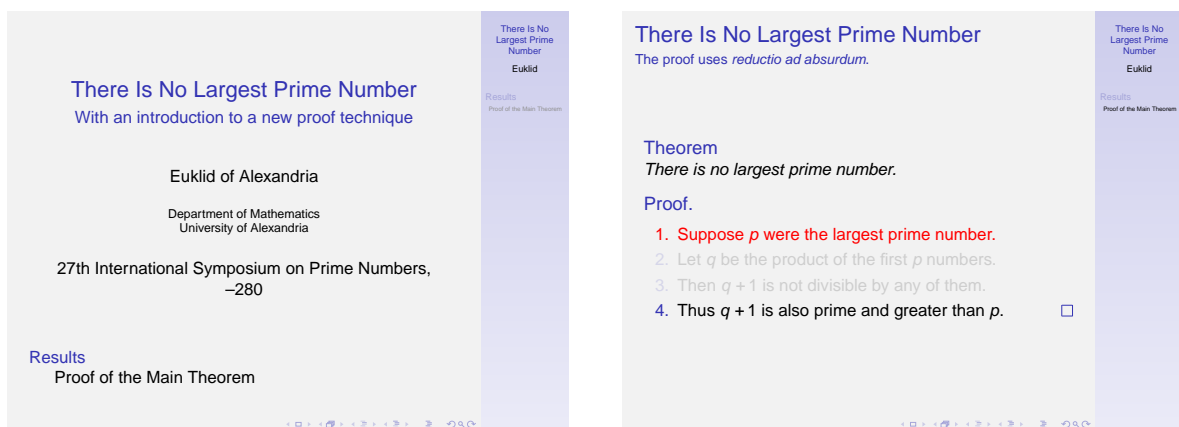 There Is No Largest Prime Number
With an introduction to a new proof technique
Euklid of Alexandria
Department of Mathematics
University of Alexandria
27th International Symposium on Prime Numbers,
–280
Results
Proof of the Main Theorem
There Is No
Largest Prime
Number
Euklid
Results
Proof of the Main Theorem
There Is No Largest Prime Number
The proof uses reductio ad absurdum.
Theorem
There is no largest prime number.
Proof.
1. Suppose p were the largest prime number.
2. Let q be the product of the first p numbers.
3. Then q + 1 is not divisible by any of them.
4. Thus q + 1 is also prime and greater than p. □
There Is No
Largest Prime
Number
Euklid
Results
Proof of the Main Theorem